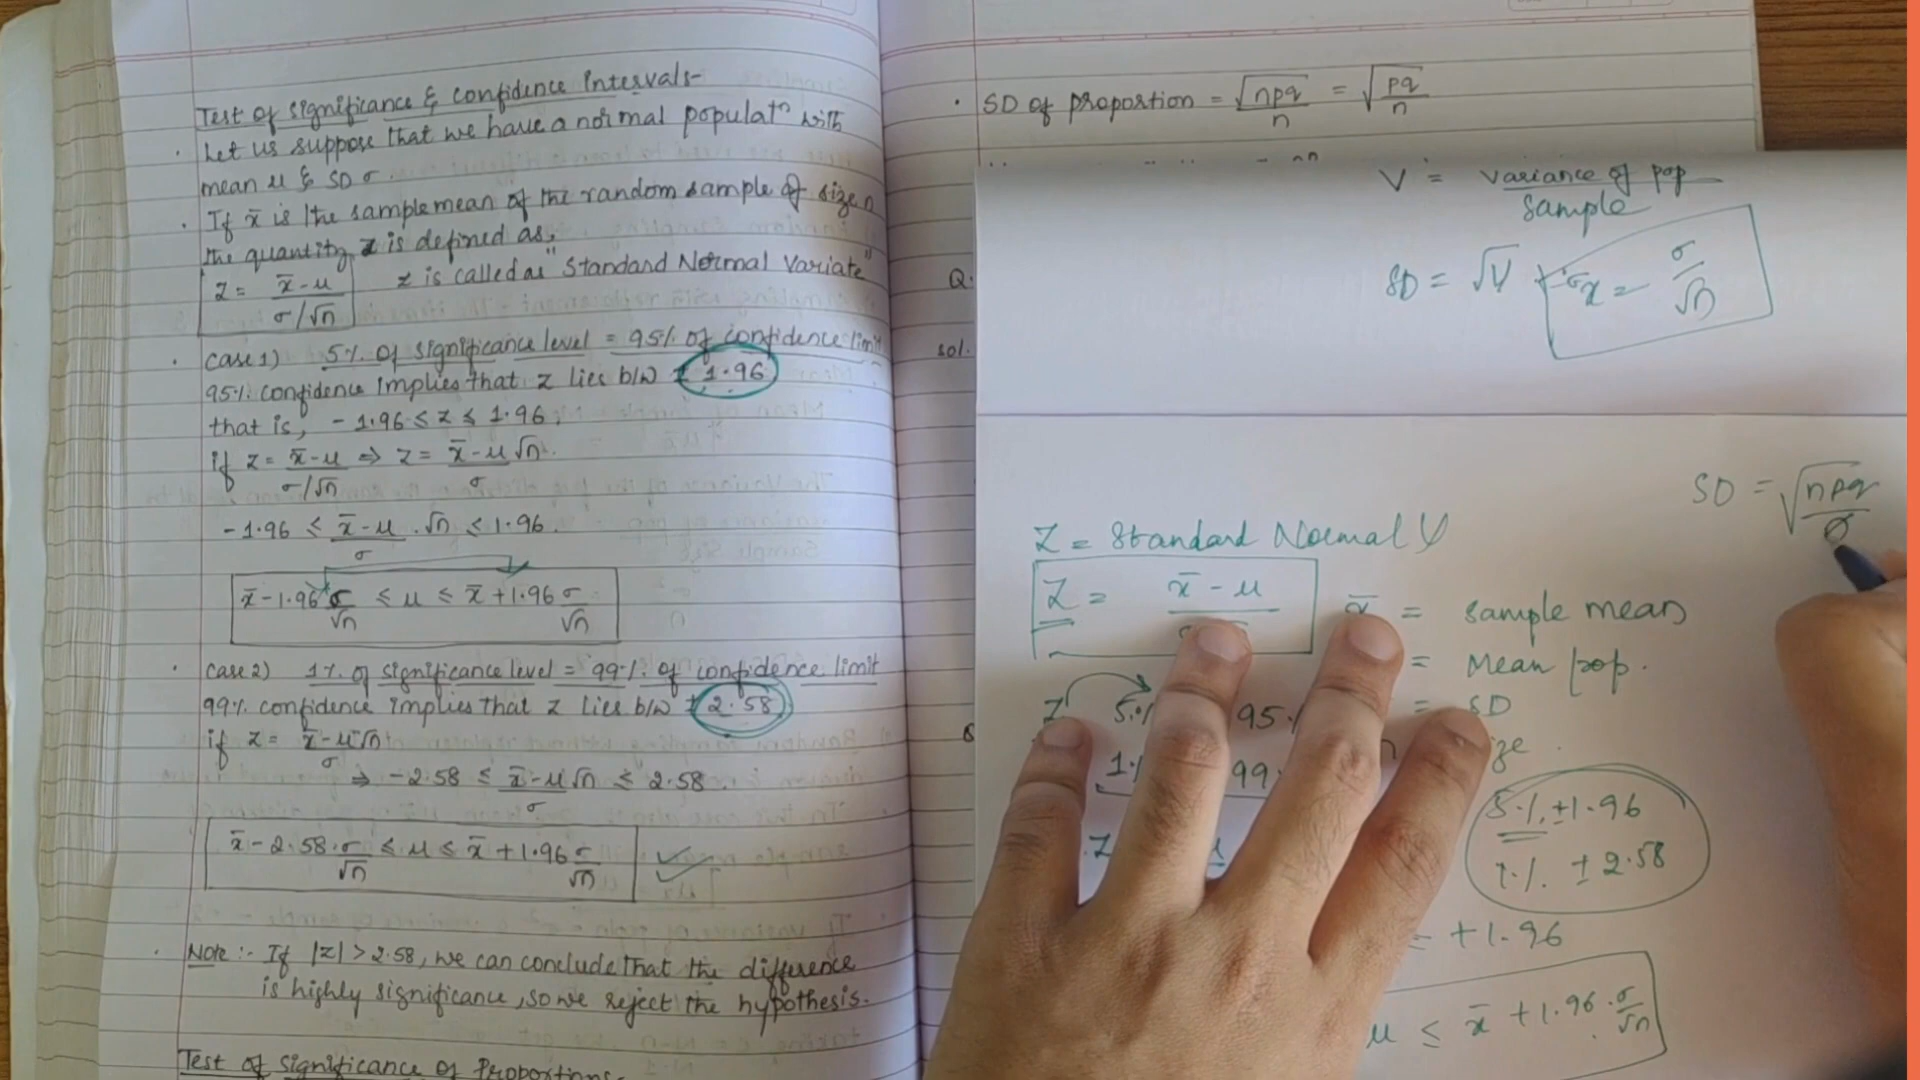 Test of significance & confidence Intervals-
. Let us suppose that we have a normal populatⁿ with
mean u & SD σ.
. If x̄ is the sample mean of the random sample of size n
the quantity z is defined as,
z = x̄-u / σ/√n z is called as "Standard Normal Variate"
. Case 1) 5% of significance level = 95% of confidence limit
95% confidence implies that z lies b/w ± 1.96
that is, -1.96 ≤ z ≤ 1.96,
if z = x̄-u / σ/√n ⇒ z = x̄-u√n / σ.
-1.96 ≤ x̄-u / σ . √n ≤ 1.96.
x̄-1.96 σ/√n ≤ u ≤ x̄+1.96 σ/√n
. Case 2) 1% of significance level = 99% of confidence limit
99% confidence implies that z lies b/w ± 2.58
if z = x̄-u√n / σ
⇒ -2.58 ≤ x̄-u√n / σ ≤ 2.58.
x̄-2.58.σ/√n ≤ u ≤ x̄+1.96 σ/√n
. Note:- If |z|>2.58, we can conclude that the difference
is highly significance, so we reject the hypothesis.
Test of significance of Proportions-
. SD of proportion = √npq / n = √pq/n
Q.
sol.
V = variance of pop / sample
SD = √V σx = σ/√n
SD = √npq
Z = Standard Normal V
Z = x̄-u
x̄ = sample mean
= Mean pop.
Z 5% 95%
= SD
1% 99% n
Z
5% ±1.96
1% ±2.58
= +1.96
u ≤ x̄ +1.96.σ/√n